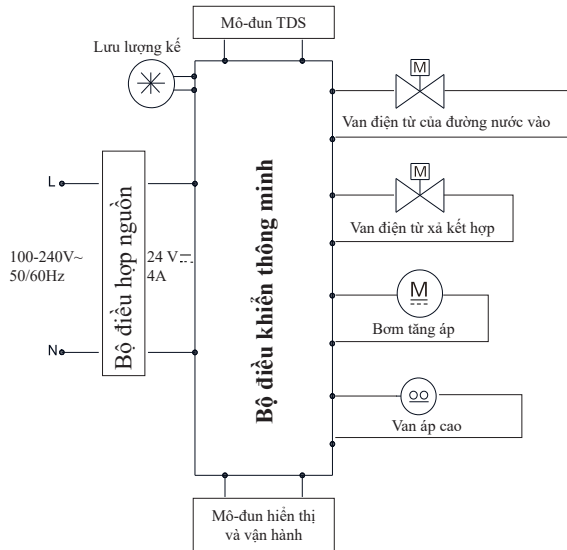 Mô-đun TDS
Lưu lượng kế
M
Van điện từ của đường nước vào
L
Bộ điều hợp nguồn
100-240V~
50/60Hz
24 V⎓
4A
N
Bộ điều khiển thông minh
M
Van điện từ xả kết hợp
M
Bơm tăng áp
Van áp cao
Mô-đun hiển thị
và vận hành